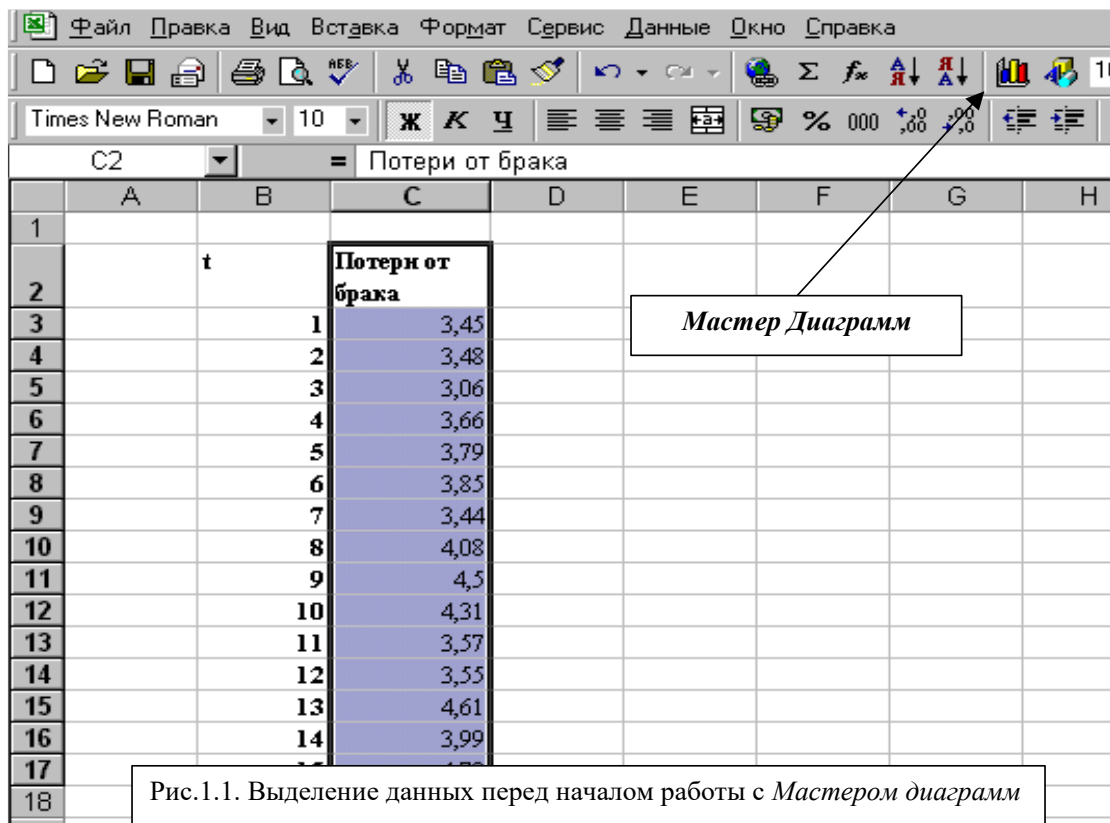 Файл Правка Вид Вставка Формат Сервис Данные Окно Справка
Times New Roman 10 Ж К Ч % 000
C2 = Потери от брака
A B C D E F G H
1
2 t Потери от
брака
3 1 3,45
4 2 3,48
5 3 3,06
6 4 3,66
7 5 3,79
8 6 3,85
9 7 3,44
10 8 4,08
11 9 4,5
12 10 4,31
13 11 3,57
14 12 3,55
15 13 4,61
16 14 3,99
17
18
Мастер Диаграмм
Рис.1.1. Выделение данных перед началом работы с Мастером диаграмм